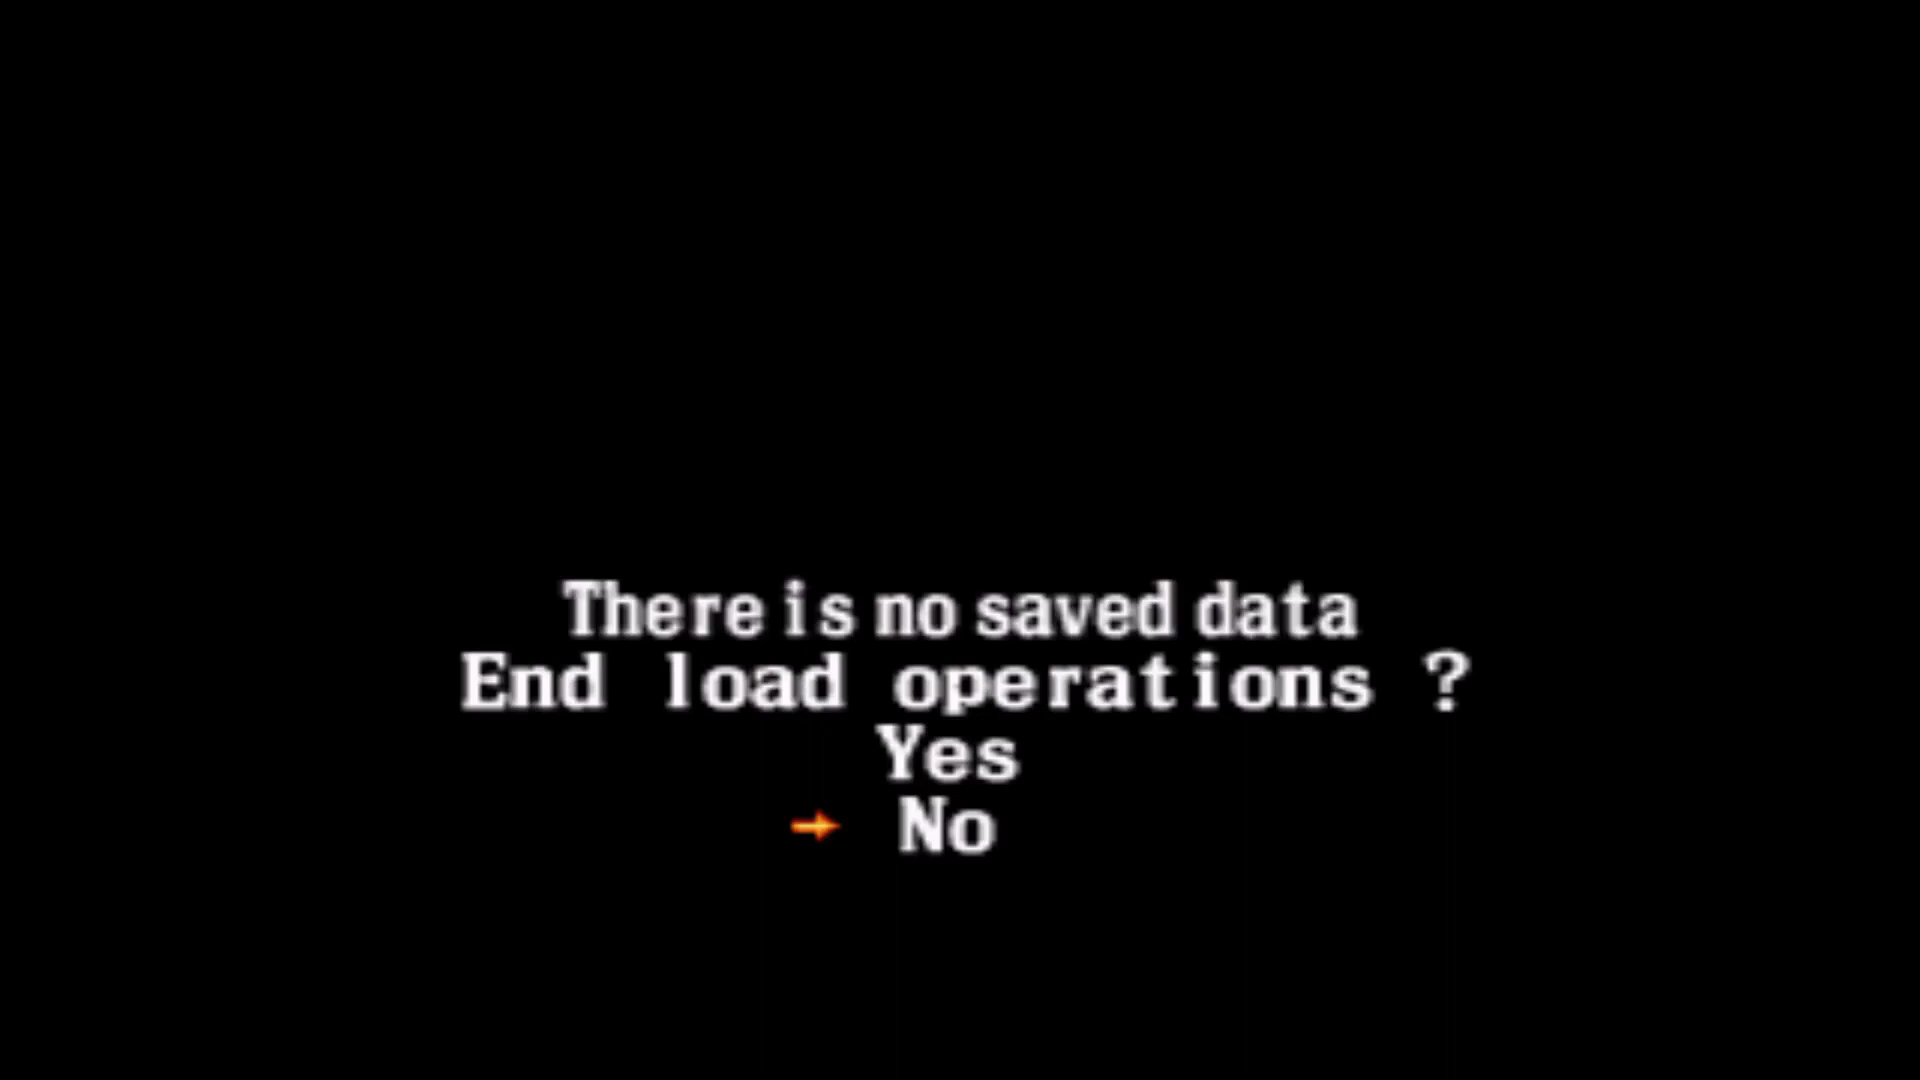 There is no saved data
End load operations ?
Yes
No